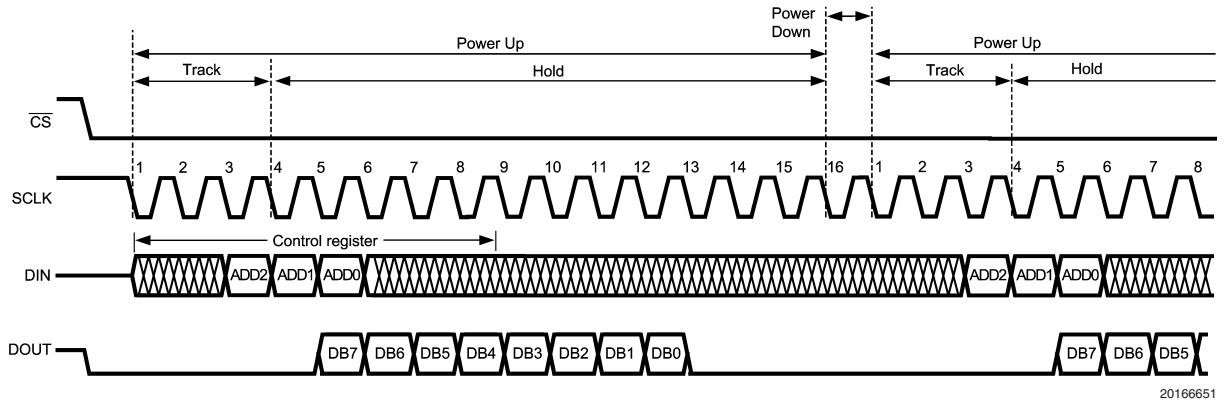 Power Down
Power Up
Power Up
Track
Hold
Track
Hold
CS
1 2 3 4 5 6 7 8 9 10 11 12 13 14 15 16 1 2 3 4 5 6 7 8
SCLK
Control register
DIN
ADD2 ADD1 ADD0 ADD2 ADD1 ADD0
DOUT
DB7 DB6 DB5 DB4 DB3 DB2 DB1 DB0 DB7 DB6 DB5
20166651